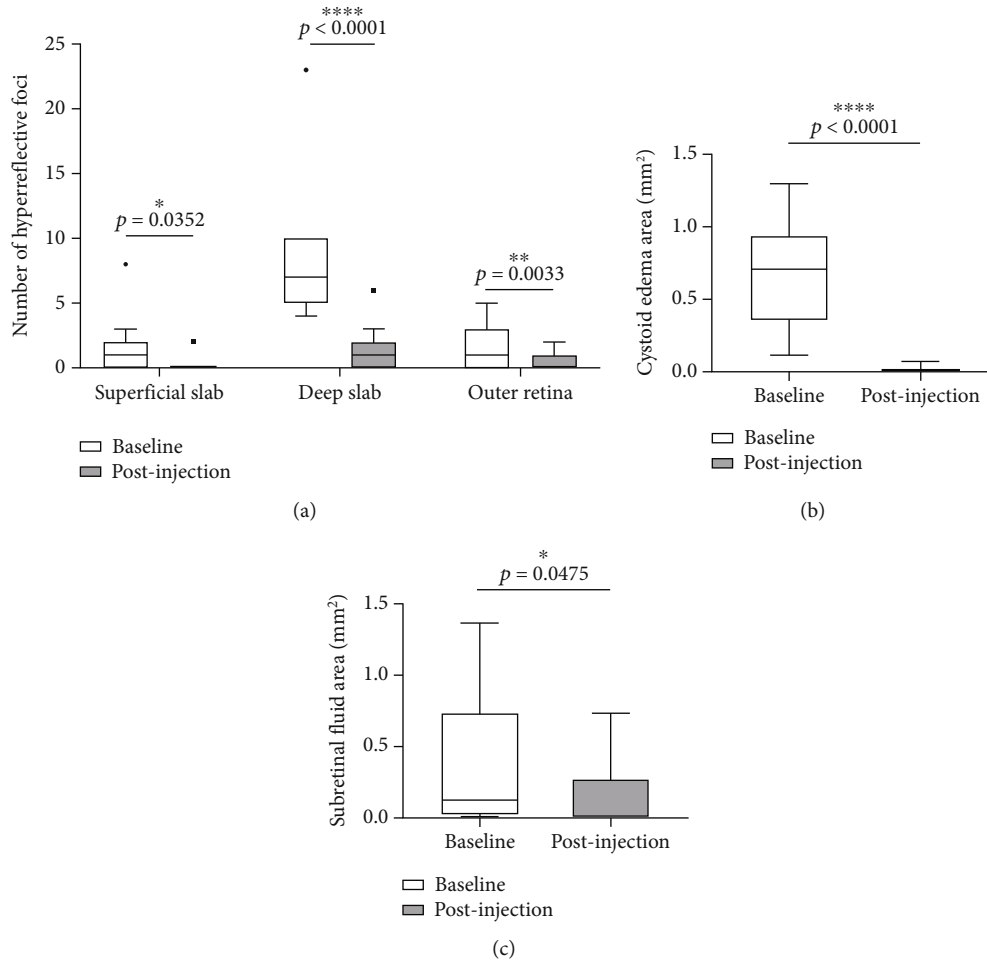 ****
p < 0.0001
25
20
15
10
5
0
Number of hyperreflective foci
*
p = 0.0352
**
p = 0.0033
Superficial slab
Deep slab
Outer retina
Baseline
Post-injection
(a)
****
p < 0.0001
1.5
1.0
0.5
0.0
Cystoid edema area (mm²)
Baseline
Post-injection
Baseline
Post-injection
(b)
*
p = 0.0475
1.5
1.0
0.5
0.0
Subretinal fluid area (mm²)
Baseline
Post-injection
Baseline
Post-injection
(c)